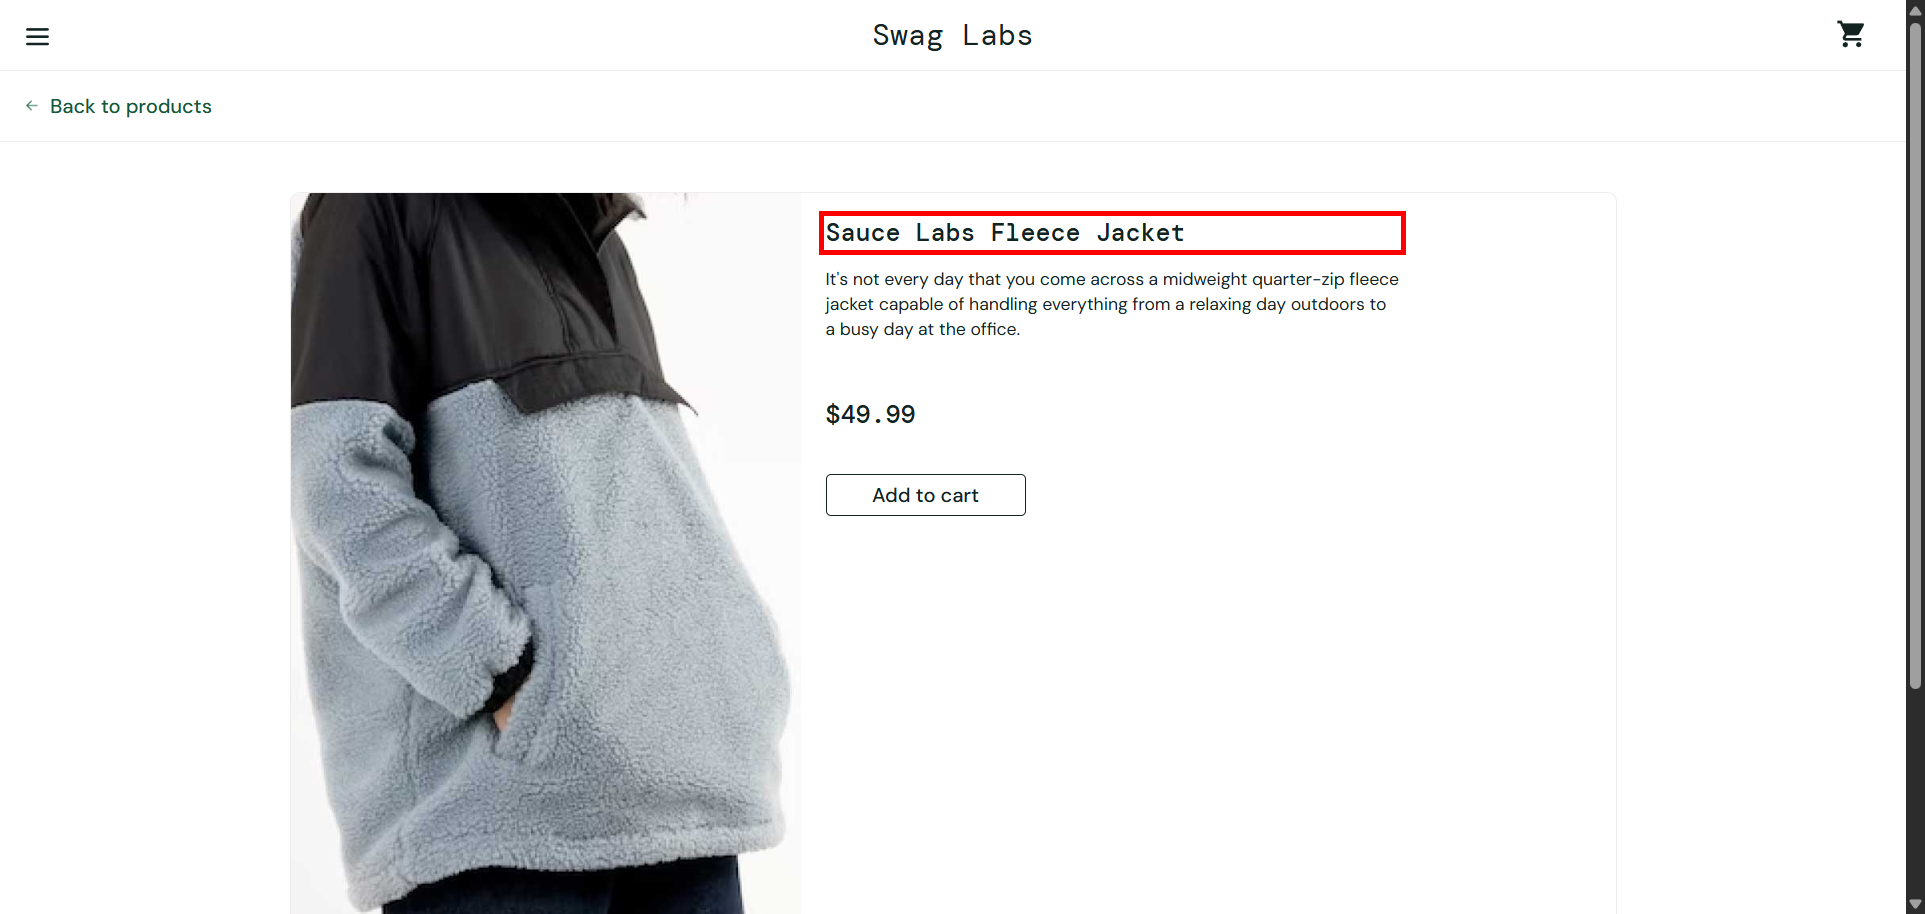 Swag Labs
Back to products
Sauce Labs Fleece Jacket
It's not every day that you come across a midweight quarter-zip fleece
jacket capable of handling everything from a relaxing day outdoors to
a busy day at the office.
$49.99
Add to cart